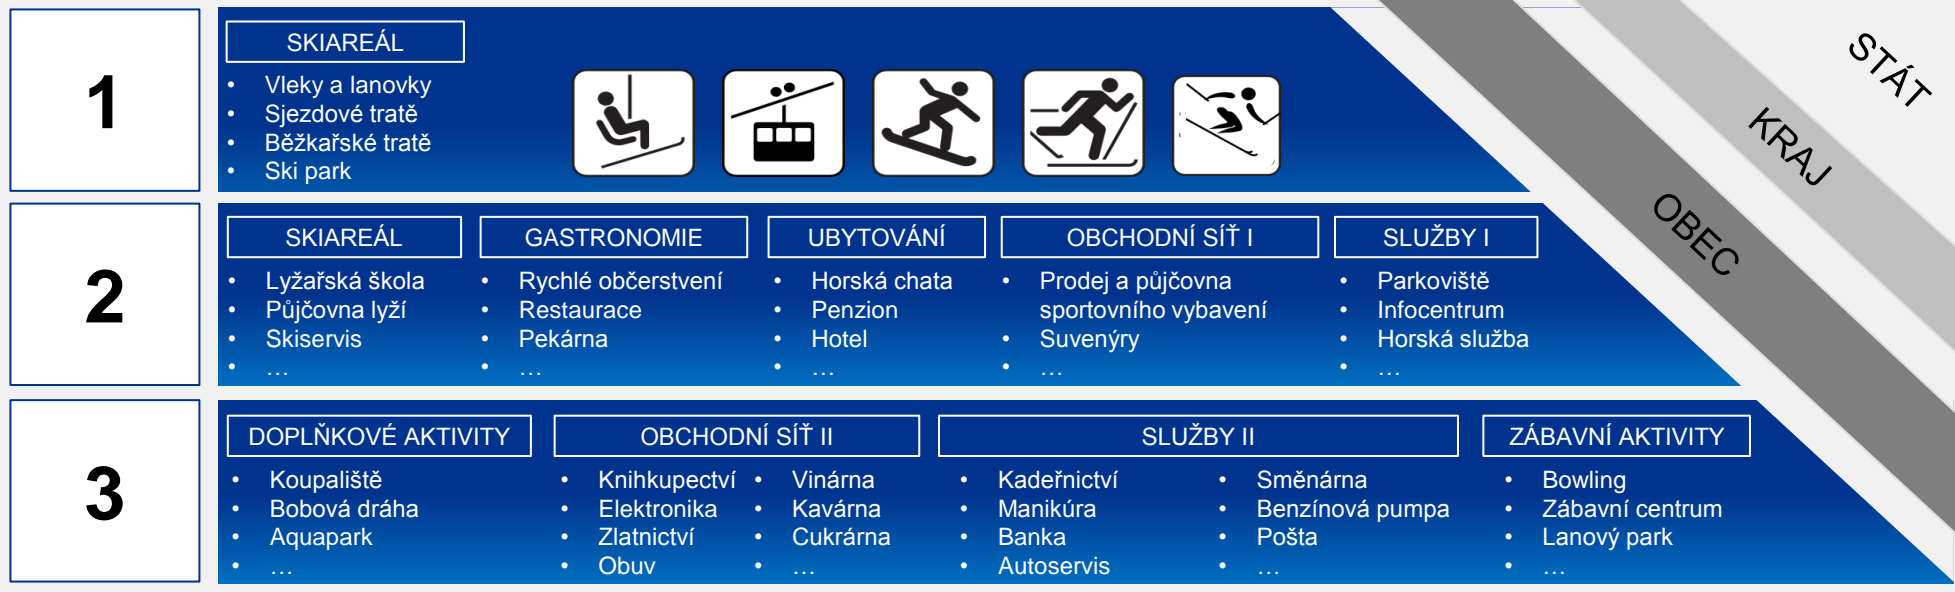 1
SKIAREÁL
• Vleky a lanovky
• Sjezdové tratě
• Běžkařské tratě
• Ski park
2
SKIAREÁL
• Lyžařská škola
• Půjčovna lyží
• Skiservis
• …
GASTRONOMIE
• Rychlé občerstvení
• Restaurace
• Pekárna
• …
UBYTOVÁNÍ
• Horská chata
• Penzion
• Hotel
• …
OBCHODNÍ SÍŤ I
• Prodej a půjčovna
sportovního vybavení
• Suvenýry
• …
SLUŽBY I
• Parkoviště
• Infocentrum
• Horská služba
• …
3
DOPLŇKOVÉ AKTIVITY
• Koupaliště
• Bobová dráha
• Aquapark
• …
OBCHODNÍ SÍŤ II
• Knihkupectví
• Elektronika
• Zlatnictví
• Obuv
• Vinárna
• Kavárna
• Cukrárna
• …
SLUŽBY II
• Kadeřnictví
• Manikúra
• Banka
• Autoservis
• Směnárna
• Benzínová pumpa
• Pošta
• …
ZÁBAVNÍ AKTIVITY
• Bowling
• Zábavní centrum
• Lanový park
• …
OBEC
KRAJ
STÁT